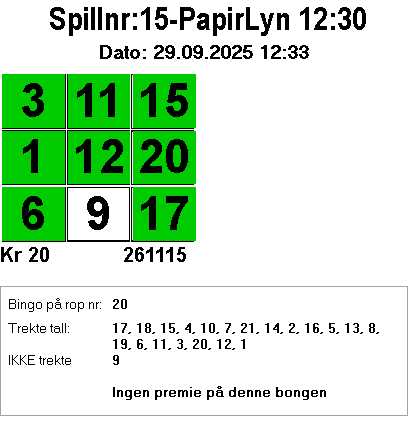 Spillnr:15-PapirLyn 12:30
Dato: 29.09.2025 12:33
3 11 15
1 12 20
6 9 17
Kr 20 261115
Bingo på rop nr: 20
Trekte tall: 17, 18, 15, 4, 10, 7, 21, 14, 2, 16, 5, 13, 8,
19, 6, 11, 3, 20, 12, 1
IKKE trekte 9
Ingen premie på denne bongen